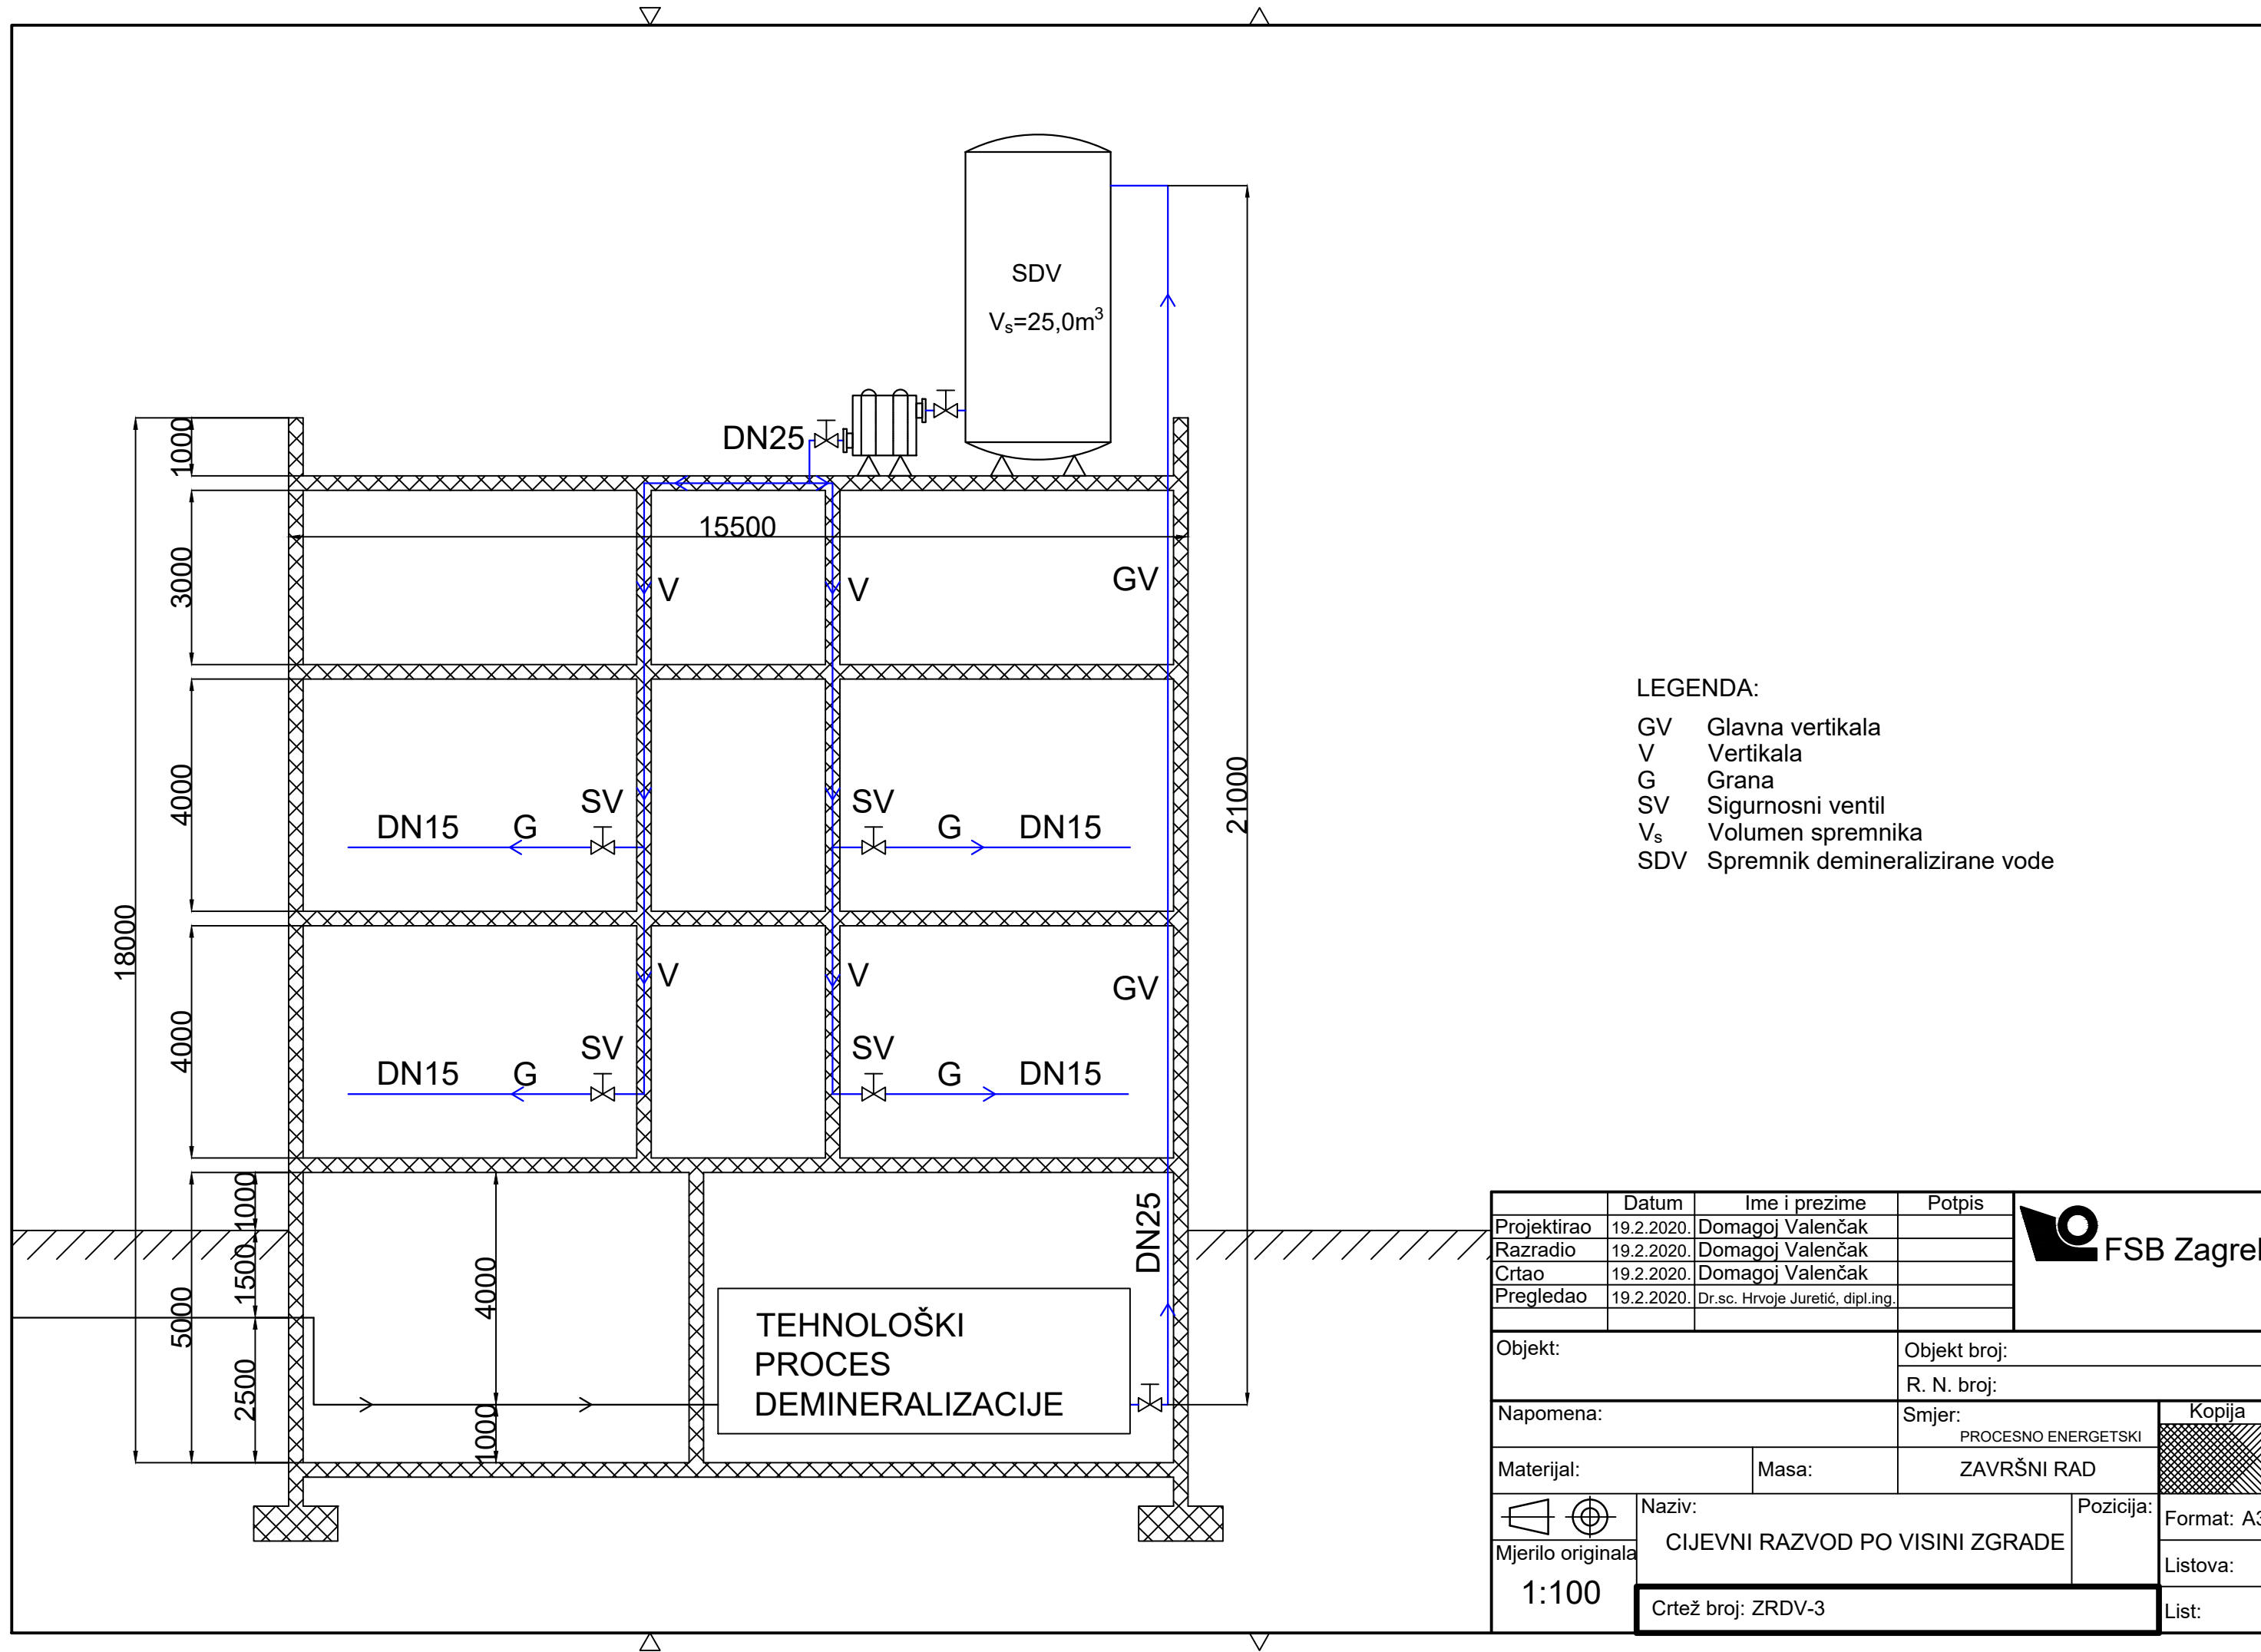 SDV
Vₛ=25,0m³
DN25
1000
15500
3000
V
V
GV
4000
21000
SV
SV
DN15
G
G
DN15
18000
V
V
GV
4000
SV
SV
DN15
G
G
DN15
1000
1500
5000
2500
4000
1000
DN25
TEHNOLOŠKI
PROCES
DEMINERALIZACIJE
LEGENDA:
GV Glavna vertikala
V Vertikala
G Grana
SV Sigurnosni ventil
Vₛ Volumen spremnika
SDV Spremnik demineralizirane vode
Datum Ime i prezime Potpis
Projektirao 19.2.2020. Domagoj Valenčak
Razradio 19.2.2020. Domagoj Valenčak
Crtao 19.2.2020. Domagoj Valenčak
Pregledao 19.2.2020. Dr.sc. Hrvoje Juretić, dipl.ing.
FSB
Objekt:
Objekt broj:
R. N. broj:
Napomena:
Smjer:
PROCESNO ENERGETSKI
Kopija
Materijal:
Masa:
ZAVRŠNI RAD
Naziv:
CIJEVNI RAZVOD PO VISINI ZGRADE
Pozicija:
Format: A3
Mjerilo originala
1:100
Listova:
Crtež broj: ZRDV-3
List: